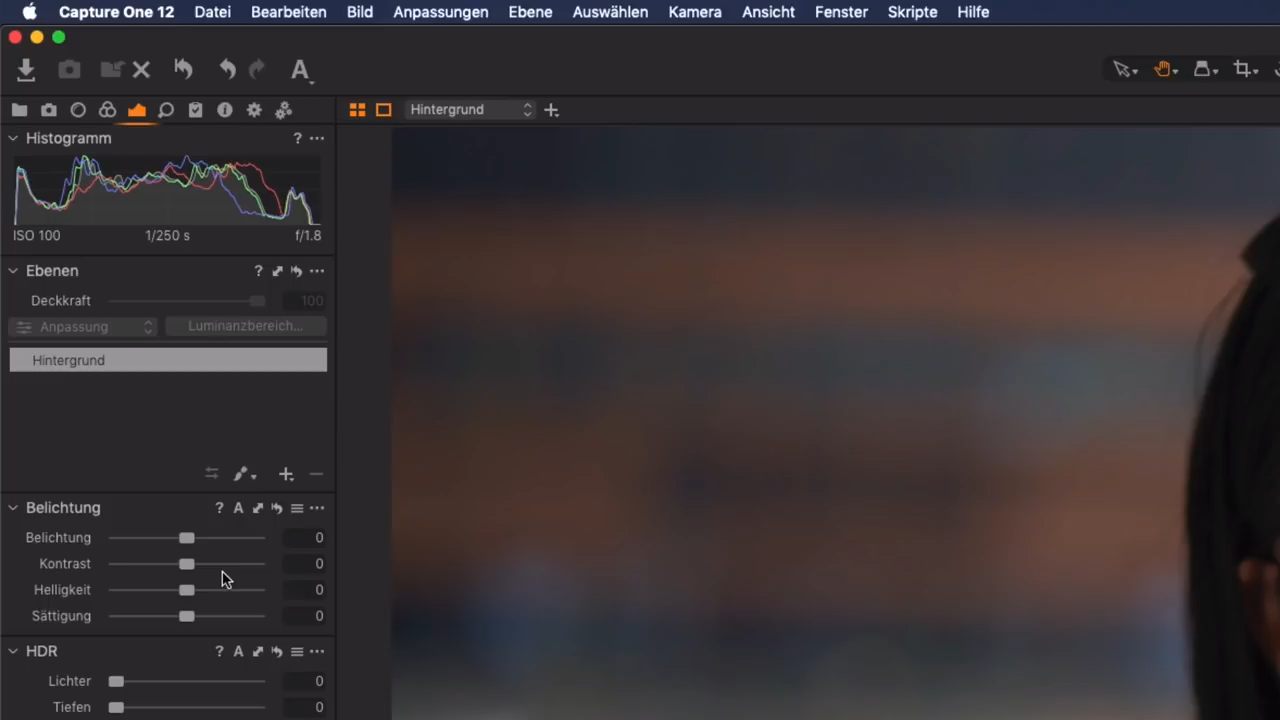 Capture One 12 Datei Bearbeiten Bild Anpassungen Ebene Auswählen Kamera Ansicht Fenster Skripte Hilfe
A
Hintergrund
Histogramm ?
ISO 100 1/250 s f/1.8
Ebenen ?
Deckkraft 100
Anpassung Luminanzbereich...
Hintergrund
Belichtung ? A
Belichtung 0
Kontrast 0
Helligkeit 0
Sättigung 0
HDR ? A
Lichter 0
Tiefen 0